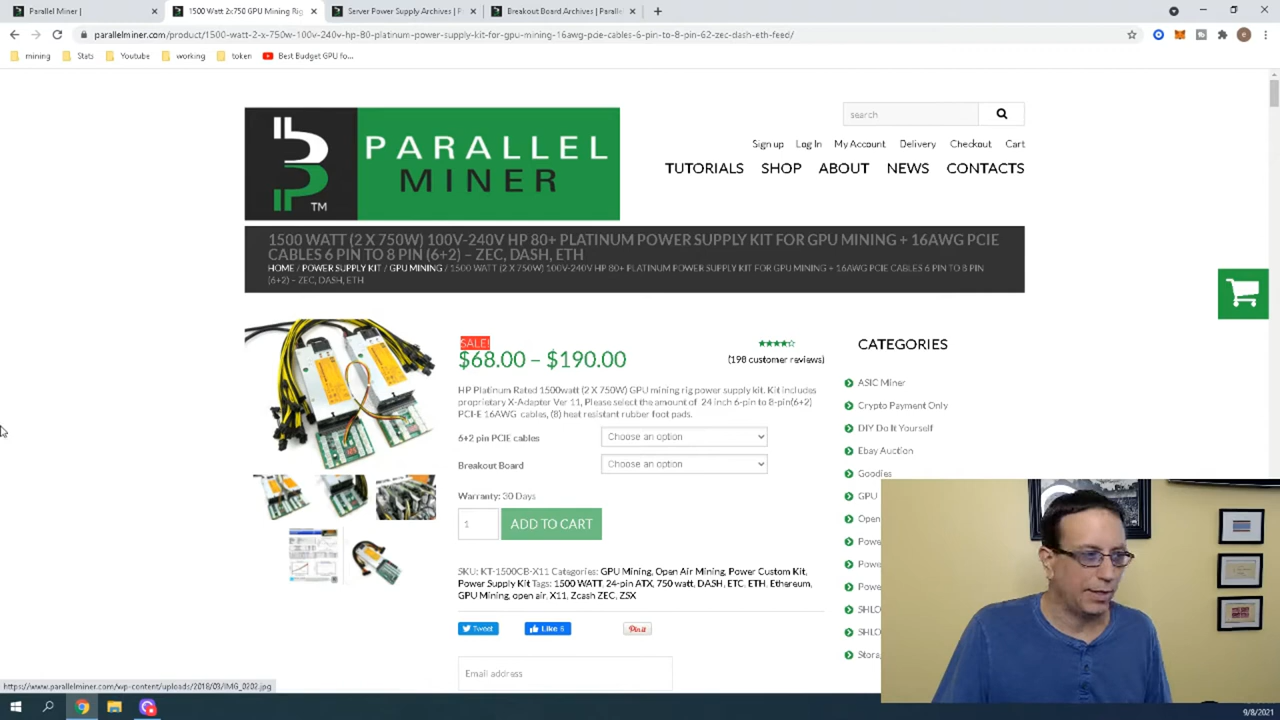 Parallel Miner |
1500 Watt 2x750 GPU Mining Rig
Server Power Supply Archives | P
Breakout Board Archives | Paralle
parallelminer.com/product/1500-watt-2-x-750w-100v-240v-hp-80-platinum-power-supply-kit-for-gpu-mining-16awg-pcie-cables-6-pin-to-8-pin-62-zec-dash-eth-feed/
mining Stats Youtube working token Best Budget GPU fo...
PARALLEL
MINER
TM
search
Sign up Log In My Account Delivery Checkout Cart
TUTORIALS SHOP ABOUT NEWS CONTACTS
1500 WATT (2 X 750W) 100V-240V HP 80+ PLATINUM POWER SUPPLY KIT FOR GPU MINING + 16AWG PCIE
CABLES 6 PIN TO 8 PIN (6+2) – ZEC, DASH, ETH
HOME / POWER SUPPLY KIT / GPU MINING / 1500 WATT (2 X 750W) 100V-240V HP 80+ PLATINUM POWER SUPPLY KIT FOR GPU MINING + 16AWG PCIE CABLES 6 PIN TO 8 PIN
(6+2) – ZEC, DASH, ETH
SALE!
$68.00 – $190.00
(198 customer reviews)
HP Platinum Rated 1500watt (2 X 750W) GPU mining rig power supply kit. Kit includes
proprietary X-Adapter Ver 11, Please select the amount of 24 inch 6-pin to 8-pin(6+2)
PCI-E 16AWG cables, (8) heat resistant rubber foot pads.
6+2 pin PCIE cables Choose an option
Breakout Board Choose an option
Warranty: 30 Days
1 ADD TO CART
SKU: KT-1500CB-X11 Categories: GPU Mining, Open Air Mining, Power Custom Kit,
Power Supply Kit Tags: 1500 WATT, 24-pin ATX, 750 watt, DASH, ETC, ETH, Ethereum,
GPU Mining, open air, X11, Zcash ZEC, ZSX
Tweet Like 6 Pin it
Email address
CATEGORIES
ASIC Miner
Crypto Payment Only
DIY Do It Yourself
Ebay Auction
Goodies
GPU
Open
Powe
Powe
Powe
SHLO
SHLO
Stora
https://www.parallelminer.com/wp-content/uploads/2018/03/IMG_0202.jpg
9/8/2021